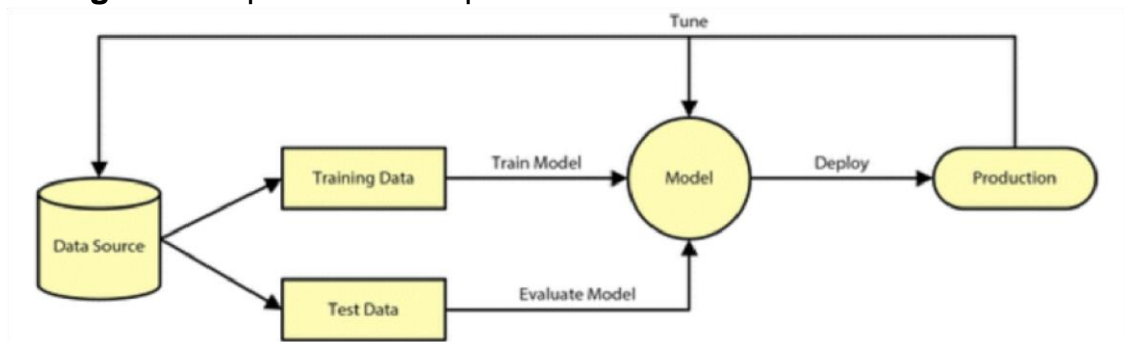 Tune
Training Data
Train Model
Model
Deploy
Production
Data Source
Test Data
Evaluate Model